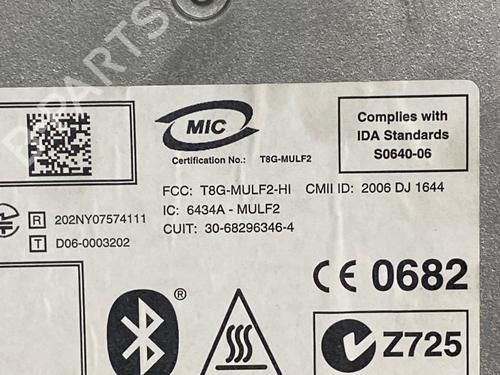 B-PARTS
MIC
Certification No.: T8G-MULF2
Complies with
IDA Standards
S0640-06
FCC: T8G-MULF2-HI CMII ID: 2006 DJ 1644
IC: 6434A - MULF2
CUIT: 30-68296346-4
R 202NY07574111
T D06-0003202
CE 0682
®
Z725